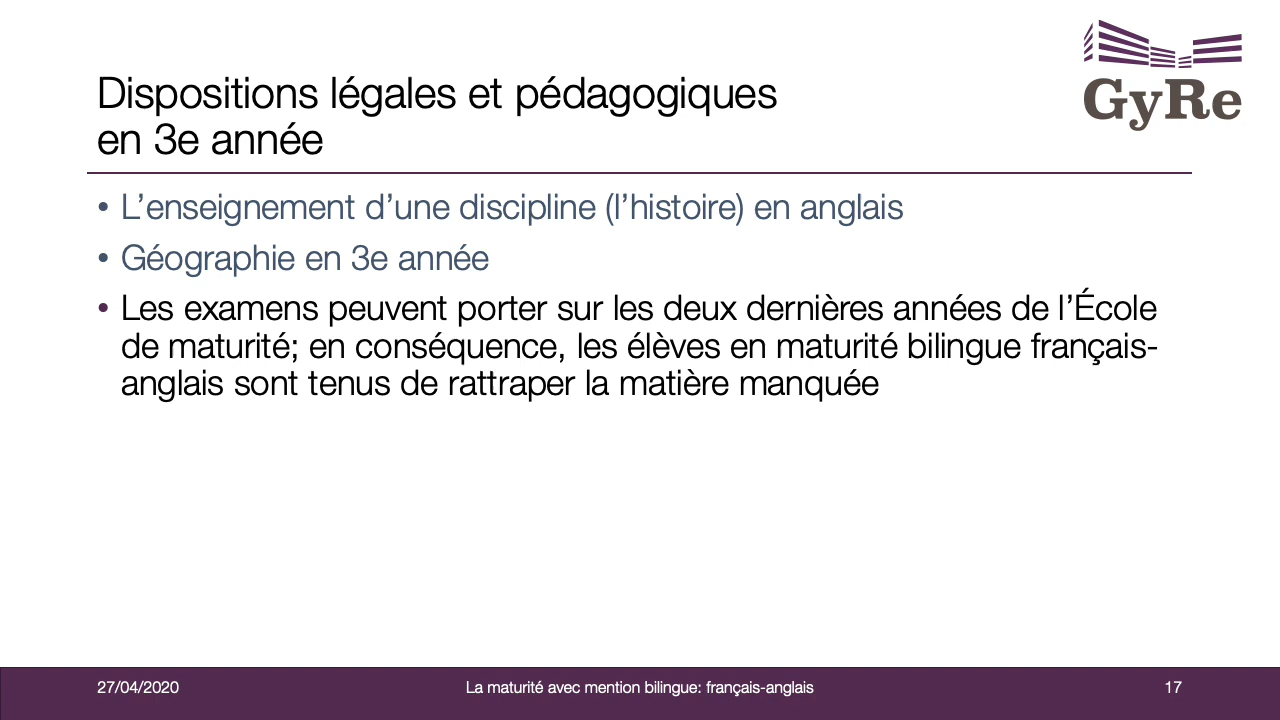 GyRe
Dispositions légales et pédagogiques
en 3e année
• L’enseignement d’une discipline (l’histoire) en anglais
• Géographie en 3e année
• Les examens peuvent porter sur les deux dernières années de l’École
de maturité; en conséquence, les élèves en maturité bilingue français-
anglais sont tenus de rattraper la matière manquée
27/04/2020
La maturité avec mention bilingue: français-anglais
17